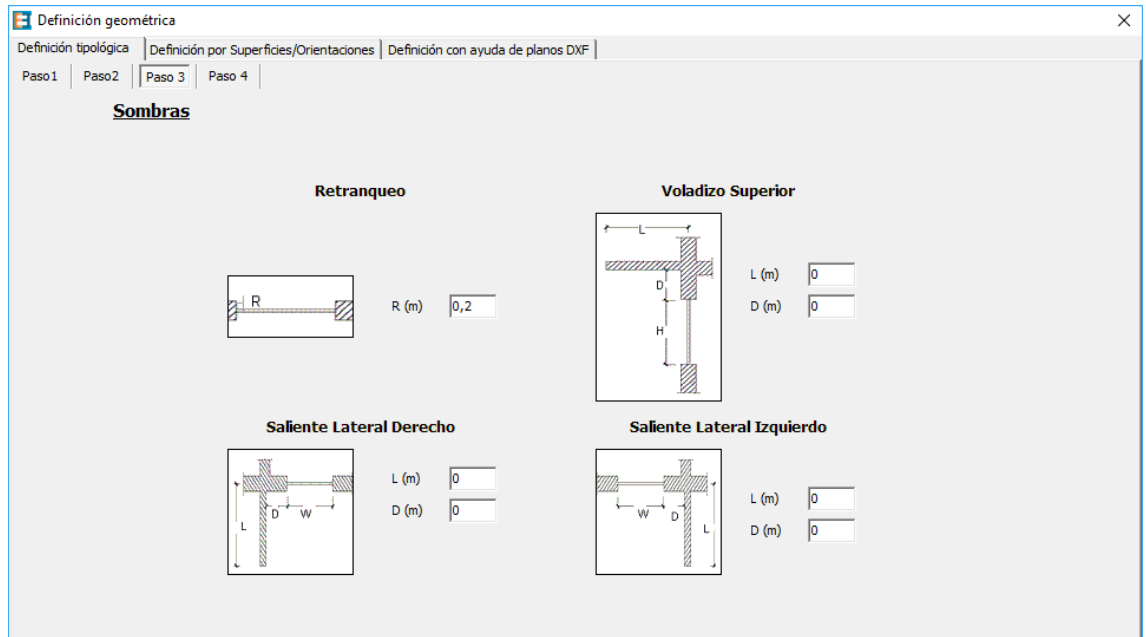 Definición geométrica
Definición tipológica Definición por Superficies/Orientaciones Definición con ayuda de planos DXF
Paso1 Paso2 Paso 3 Paso 4
Sombras
Retranqueo
R
R (m) 0,2
Voladizo Superior
L
D
H
L (m) 0
D (m) 0
Saliente Lateral Derecho
D W
L
L (m) 0
D (m) 0
Saliente Lateral Izquierdo
W D
L
L (m) 0
D (m) 0